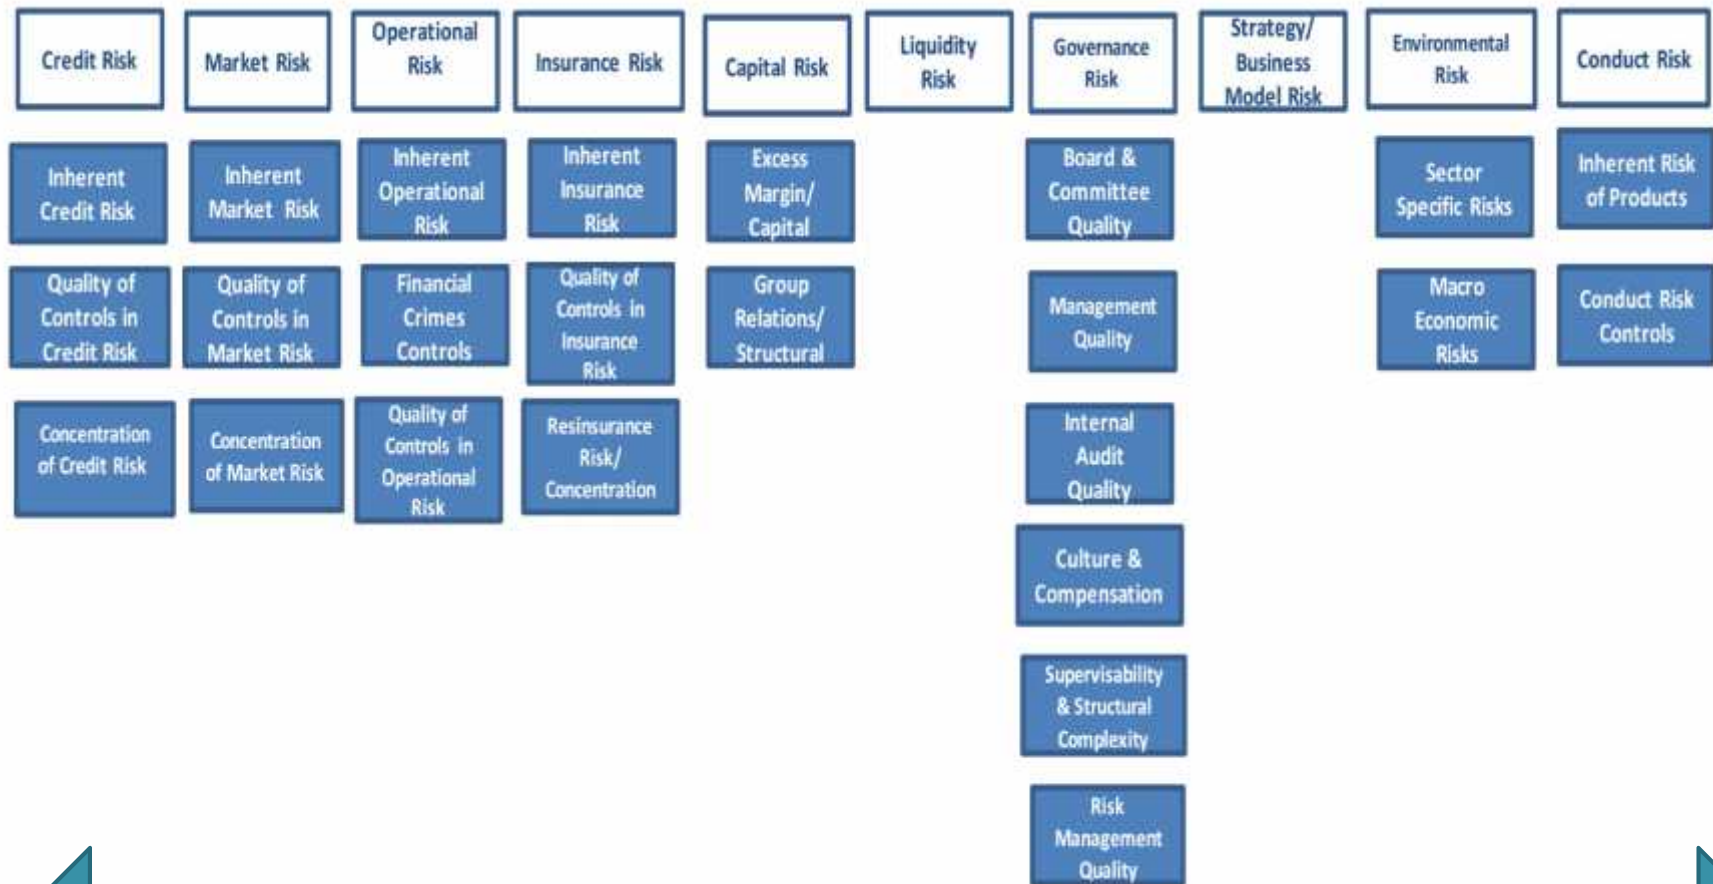 Credit Risk
Market Risk
Operational
Risk
Insurance Risk
Capital Risk
Liquidity
Risk
Governance
Risk
Strategy/
Business
Model Risk
Environmental
Risk
Conduct Risk
Inherent
Credit Risk
Inherent
Market Risk
Inherent
Operational
Risk
Inherent
Insurance
Risk
Excess
Margin/
Capital
Board &
Committee
Quality
Sector
Specific Risks
Inherent Risk
of Products
Quality of
Controls in
Credit Risk
Quality of
Controls in
Market Risk
Financial
Crimes
Controls
Quality of
Controls in
Insurance
Risk
Group
Relations/
Structural
Management
Quality
Macro
Economic
Risks
Conduct Risk
Controls
Concentration
of Credit Risk
Concentration
of Market Risk
Quality of
Controls in
Operational
Risk
Resinsurance
Risk/
Concentration
Internal
Audit
Quality
Culture &
Compensation
Supervisability
& Structural
Complexity
Risk
Management
Quality